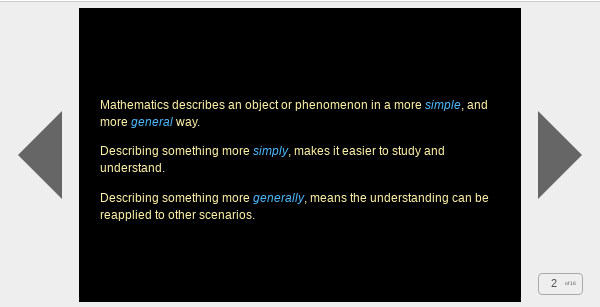 Mathematics describes an object or phenomenon in a more simple, and
more general way.
Describing something more simply, makes it easier to study and
understand.
Describing something more generally, means the understanding can be
reapplied to other scenarios.
2 of 16